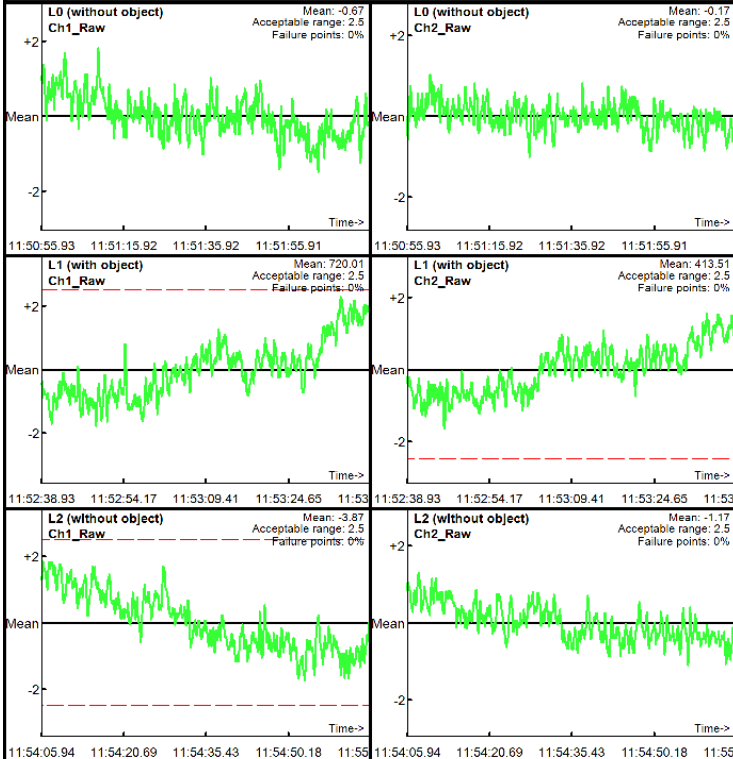 L0 (without object) Mean: -0.67
Ch1_Raw Acceptable range: 2.5
Failure points: 0%
+2
Mean
-2
Time->
11:50:55.93 11:51:15.92 11:51:35.92 11:51:55.91
L0 (without object) Mean: -0.17
Ch2_Raw Acceptable range: 2.5
Failure points: 0%
+2
Mean
-2
Time->
11:50:55.93 11:51:15.92 11:51:35.92 11:51:55.91
L1 (with object) Mean: 720.01
Ch1_Raw Acceptable range: 2.5
Failure points: 0%
+2
Mean
-2
Time->
11:52:38.93 11:52:54.17 11:53:09.41 11:53:24.65 11:53
L1 (with object) Mean: 413.51
Ch2_Raw Acceptable range: 2.5
Failure points: 0%
+2
Mean
-2
Time->
11:52:38.93 11:52:54.17 11:53:09.41 11:53:24.65 11:53
L2 (without object) Mean: -3.87
Ch1_Raw Acceptable range: 2.5
Failure points: 0%
+2
Mean
-2
Time->
11:54:05.94 11:54:20.69 11:54:35.43 11:54:50.18 11:55
L2 (without object) Mean: -1.17
Ch2_Raw Acceptable range: 2.5
Failure points: 0%
+2
Mean
-2
Time->
11:54:05.94 11:54:20.69 11:54:35.43 11:54:50.18 11:55